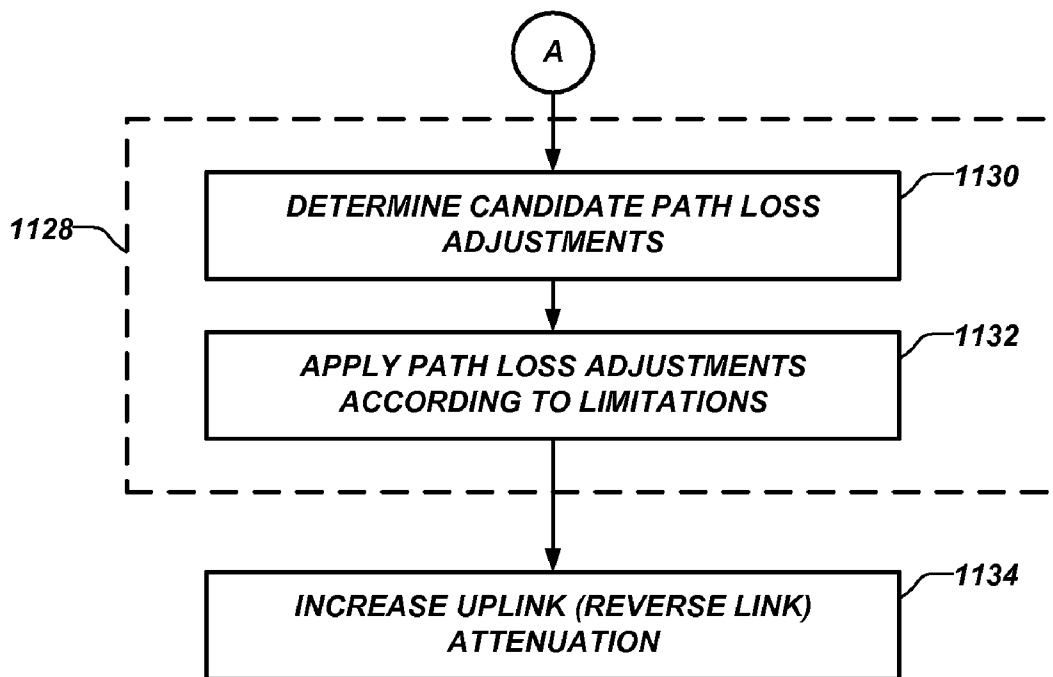 A
1130
DETERMINE CANDIDATE PATH LOSS
ADJUSTMENTS
1128
1132
APPLY PATH LOSS ADJUSTMENTS
ACCORDING TO LIMITATIONS
1134
INCREASE UPLINK (REVERSE LINK)
ATTENUATION